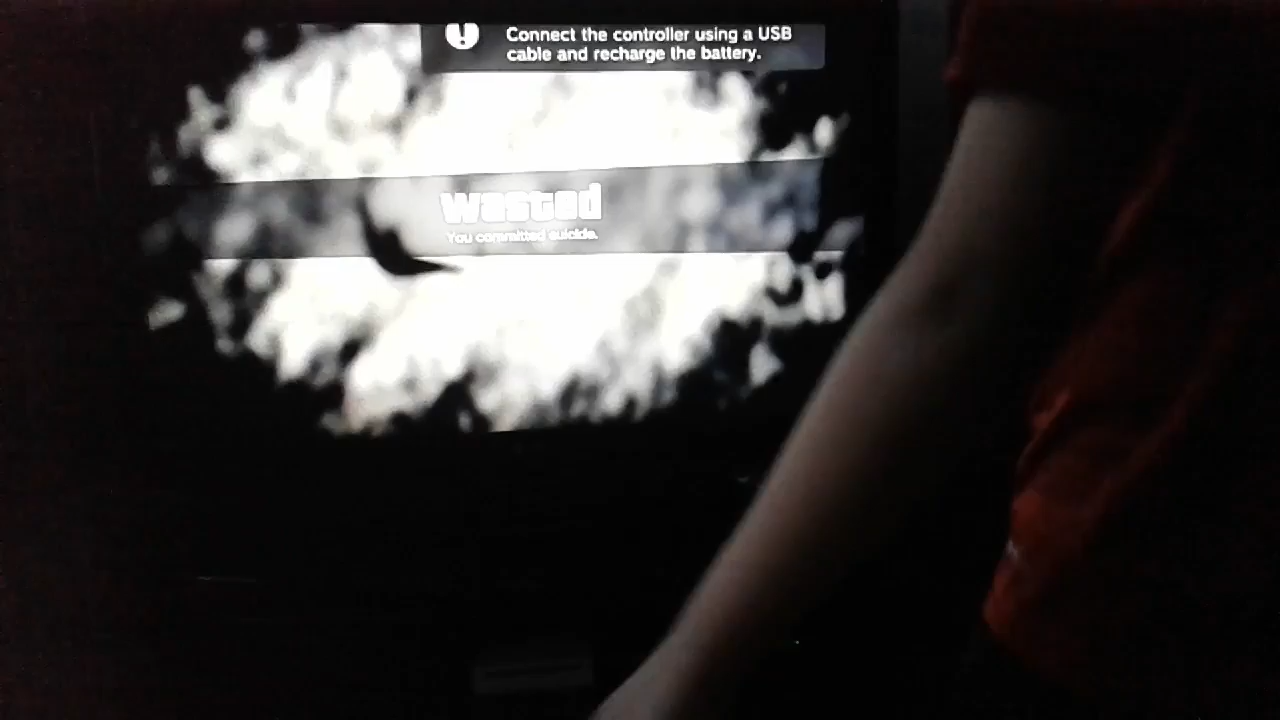 Connect the controller using a USB
cable and recharge the battery.
wasted
You committed suicide.